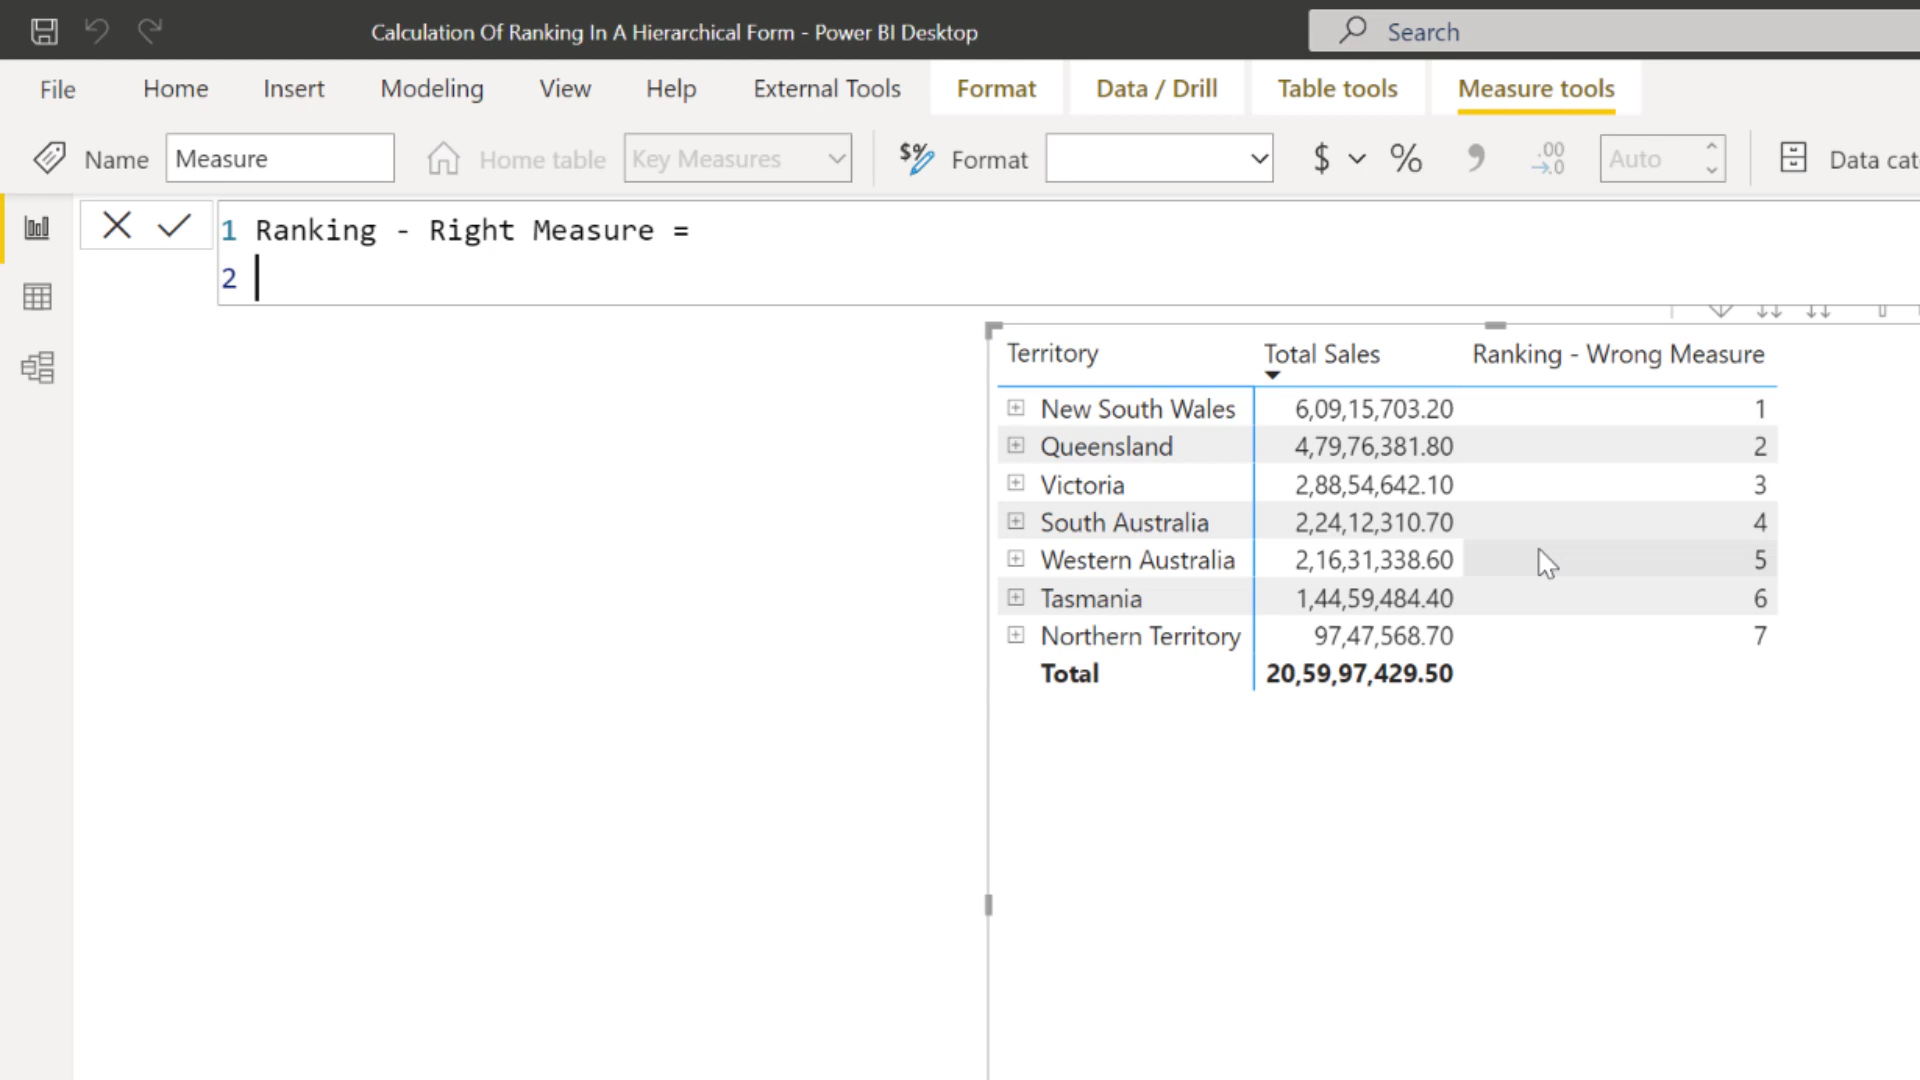 Calculation Of Ranking In A Hierarchical Form - Power BI Desktop
Search
File Home Insert Modeling View Help External Tools Format Data / Drill Table tools Measure tools
Name Measure Home table Key Measures $% Format $ % .00 .0 Auto Data cat
1 Ranking - Right Measure =
2
Territory Total Sales Ranking - Wrong Measure
New South Wales 6,09,15,703.20 1
Queensland 4,79,76,381.80 2
Victoria 2,88,54,642.10 3
South Australia 2,24,12,310.70 4
Western Australia 2,16,31,338.60 5
Tasmania 1,44,59,484.40 6
Northern Territory 97,47,568.70 7
Total 20,59,97,429.50